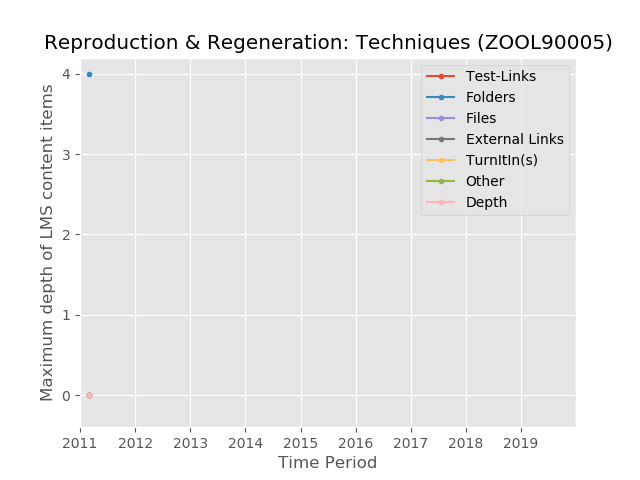 Reproduction & Regeneration: Techniques (ZOOL90005)
Maximum depth of LMS content items
4
3
2
1
0
Test-Links
Folders
Files
External Links
TurnItIn(s)
Other
Depth
2011 2012 2013 2014 2015 2016 2017 2018 2019
Time Period